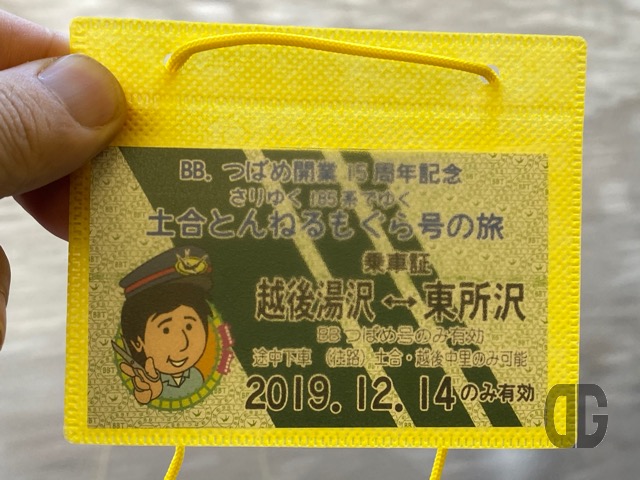 BB. つばめ開業 15 周年記念
さりゆく 185系でゆく
土合とんねるもぐら号の旅
乗車証
越後湯沢 ↔ 東所沢
BB つばめ号のみ有効
途中下車 (往路) 土合・越後中里のみ可能
2019.12.14のみ有効
DG